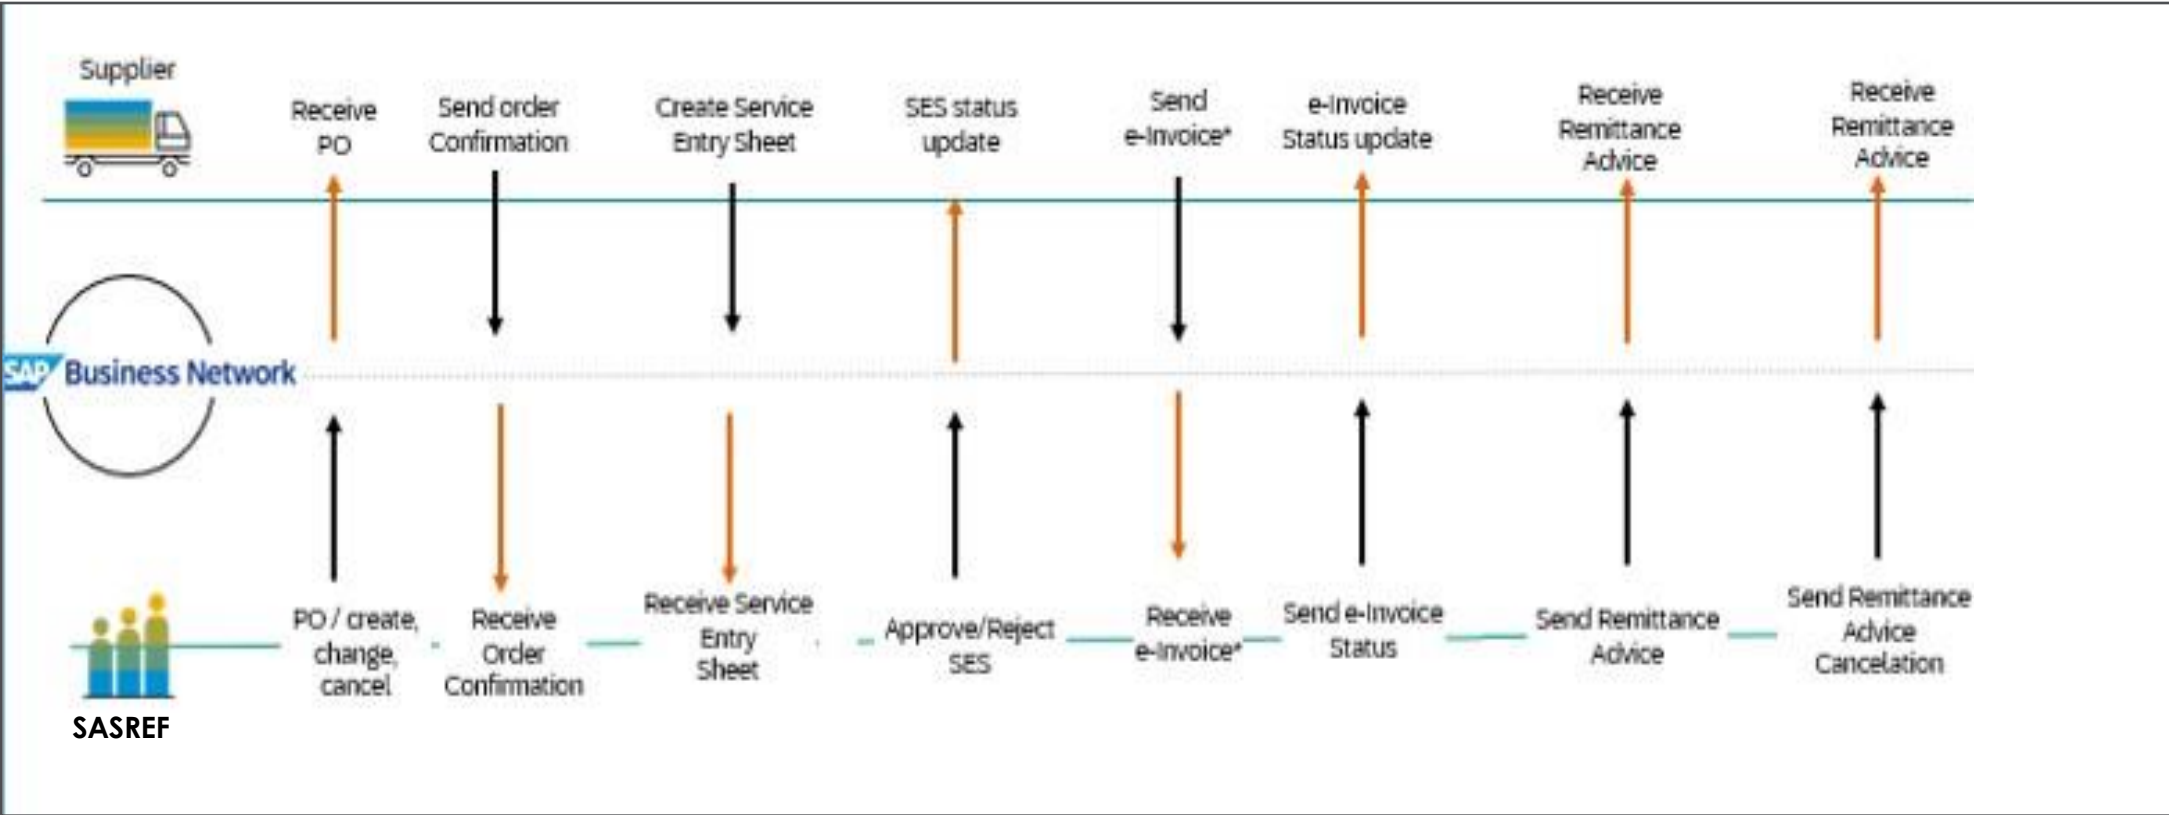 Supplier
Receive
PO
Send order
Confirmation
Create Service
Entry Sheet
SES status
update
Send
e-Invoice*
e-Invoice
Status update
Receive
Remittance
Advice
Receive
Remittance
Advice
SAP Business Network
PO / create,
change,
cancel
Receive
Order
Confirmation
Receive Service
Entry
Sheet
Approve/Reject
SES
Receive
e-Invoice*
Send e-Invoice
Status
Send Remittance
Advice
Send Remittance
Advice
Cancelation
SASREF